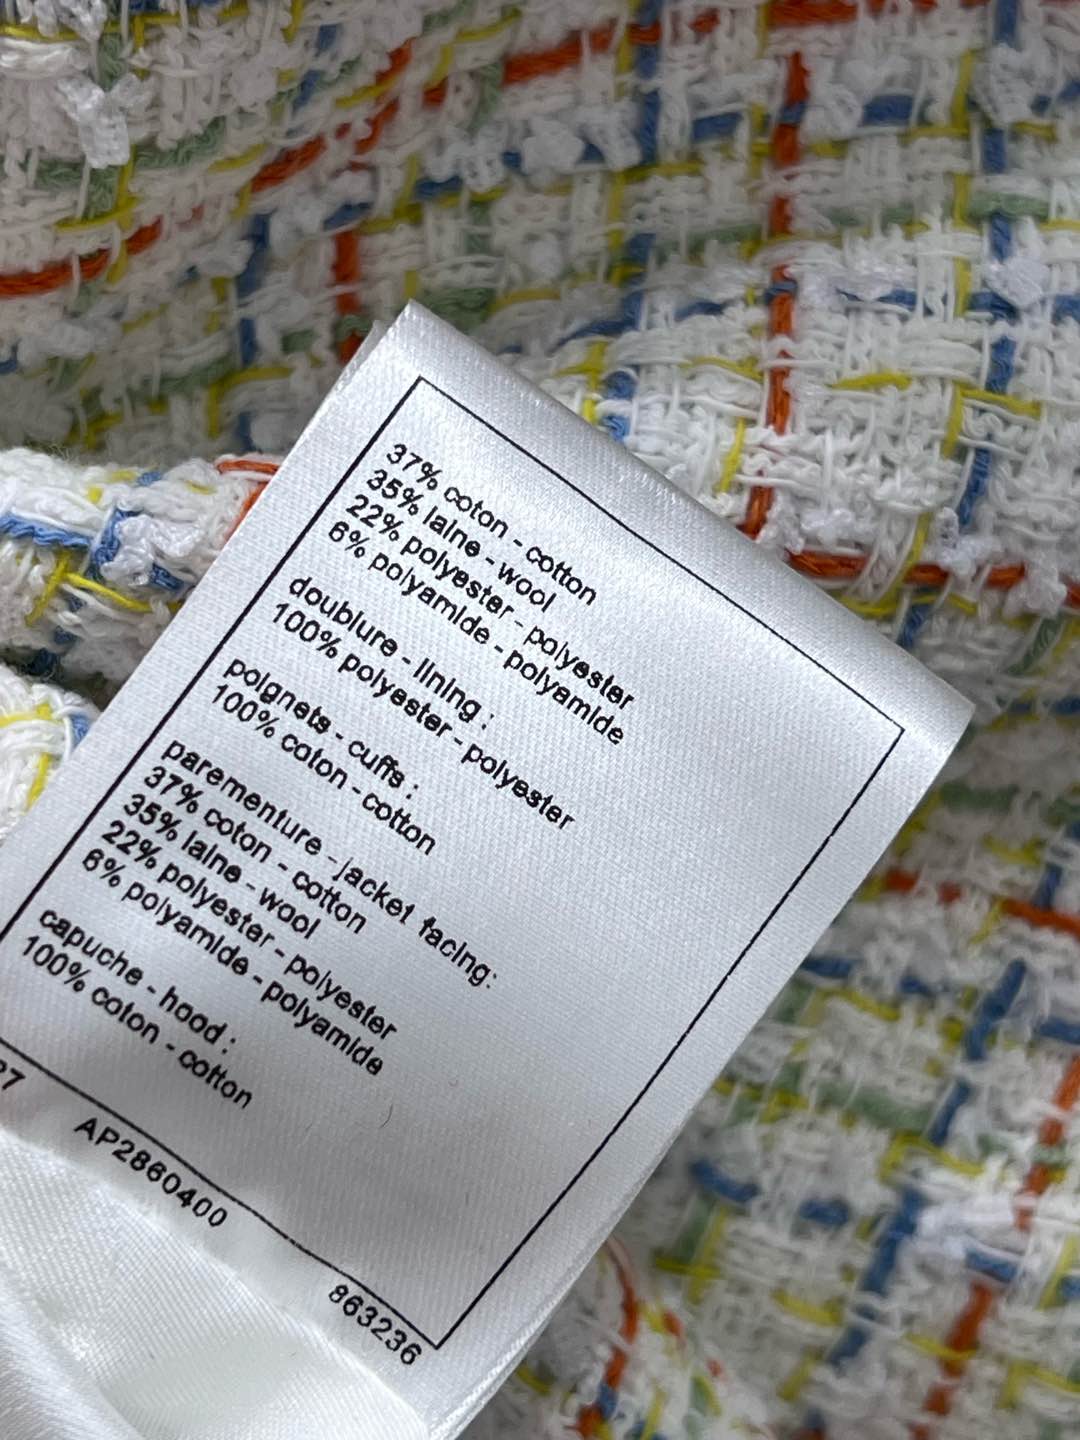 37% coton - cotton
35% laine - wool
22% polyester - polyester
6% polyamide - polyamide
doublure - lining :
100% polyester - polyester
poignets - cuffs :
100% coton - cotton
parementure - jacket facing:
37% coton - cotton
35% laine - wool
22% polyester - polyester
6% polyamide - polyamide
capuche - hood :
100% coton - cotton
AP2860400
863236